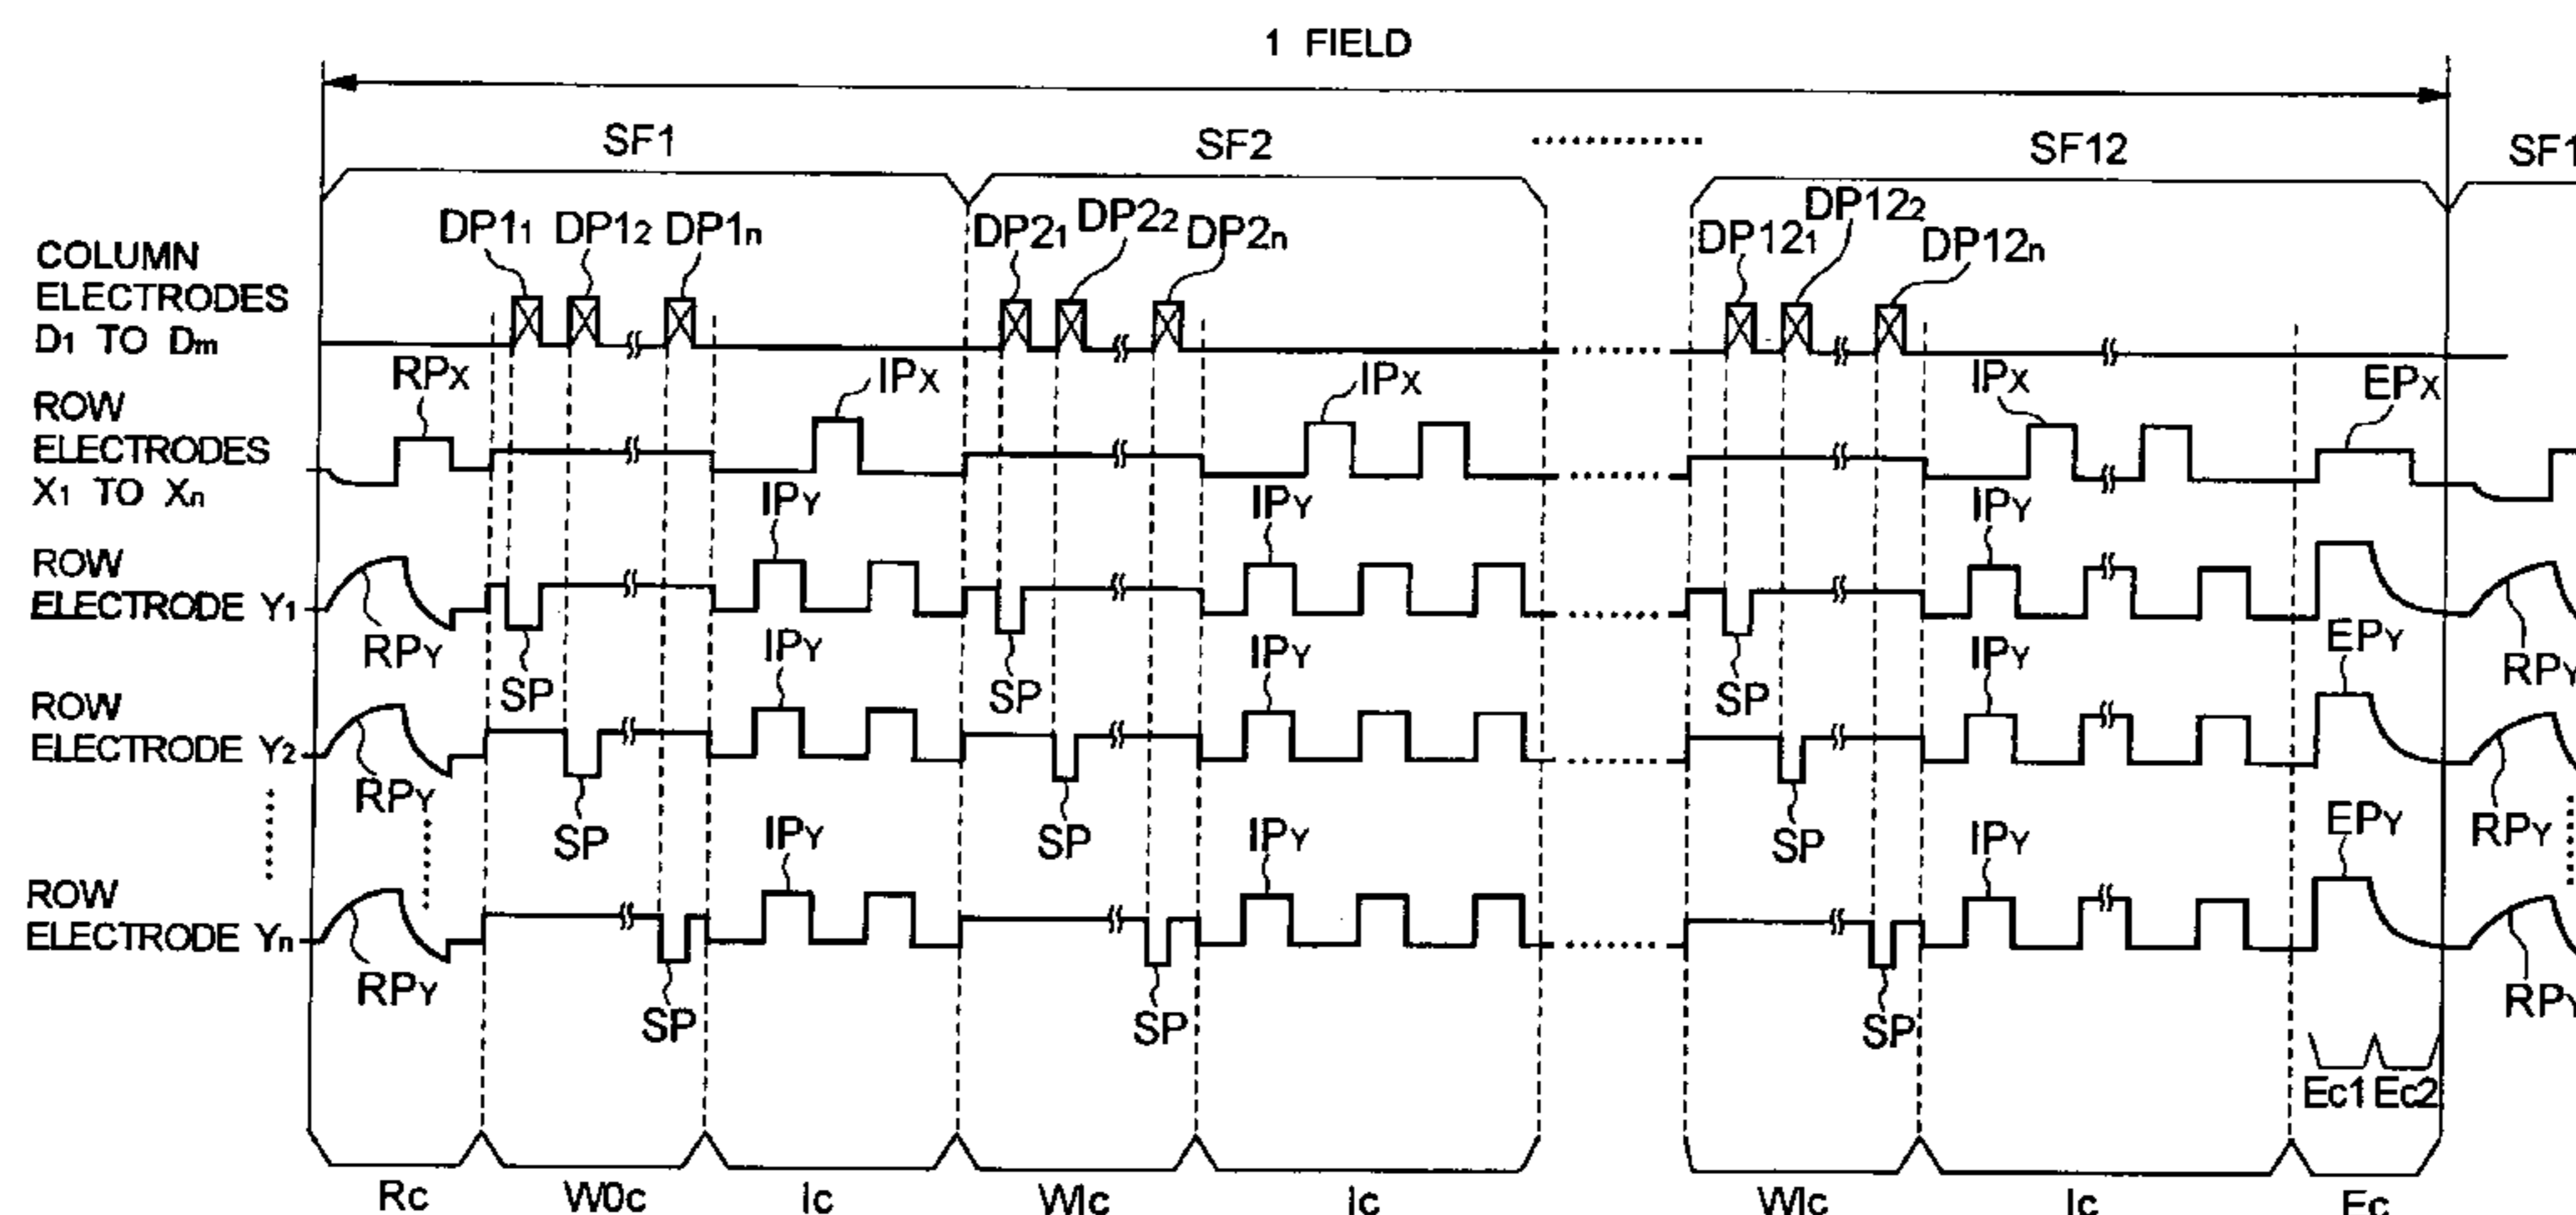 1 FIELD
SF1 SF2 SF12 SF1
DP11 DP12 DP1n DP21 DP22 DP2n DP121 DP122 DP12n
COLUMN
ELECTRODES
D1 TO Dm
RPX IPX IPX IPX EPX
ROW
ELECTRODES
X1 TO Xn
IPY IPY IPY
ROW
ELECTRODE Y1
RPY SP SP SP RPY
IPY IPY IPY EPY
ROW
ELECTRODE Y2
RPY SP SP SP RPY
IPY IPY IPY EPY
ROW
ELECTRODE Yn
RPY SP SP SP RPY
Ec1 Ec2
Rc W0c Ic WIc Ic WIc Ic Ec